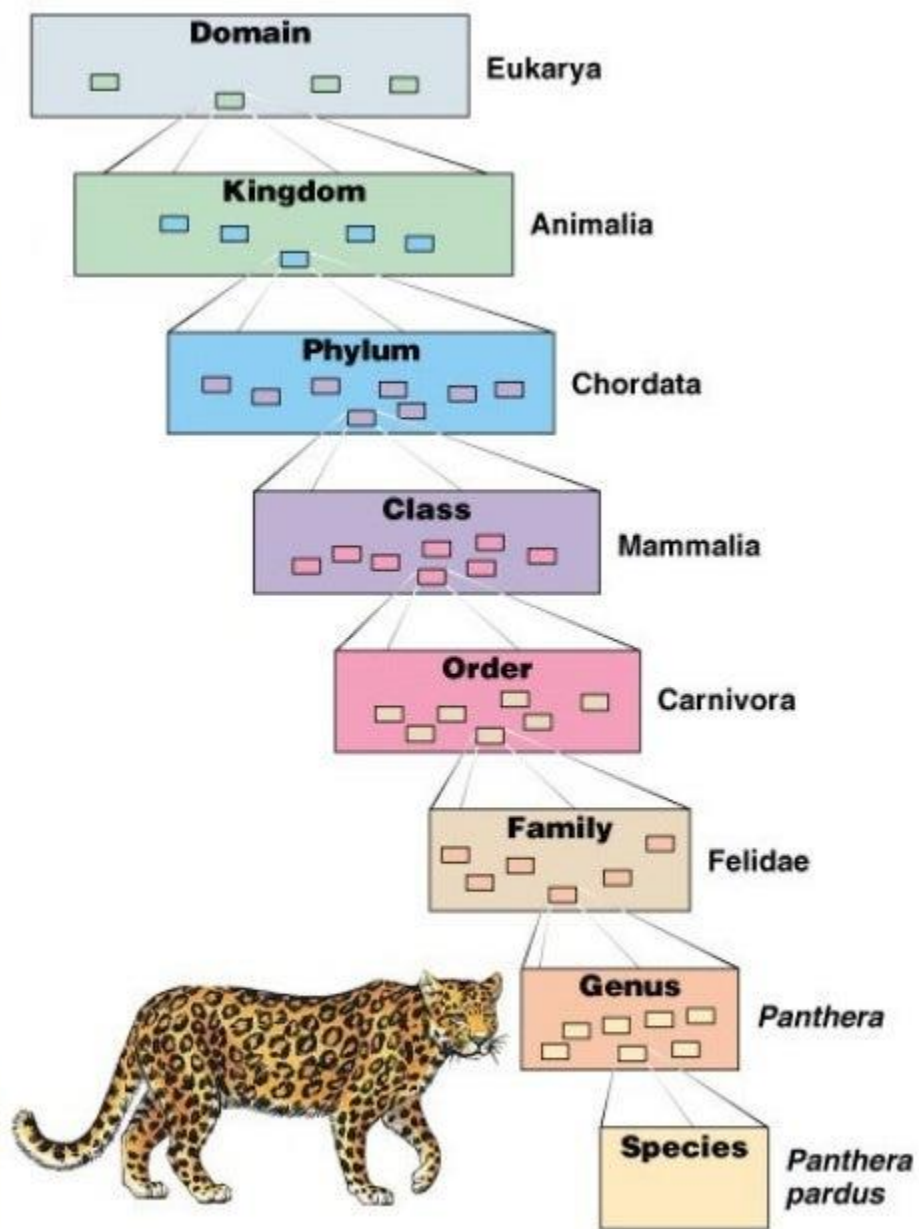 Domain
Eukarya
Kingdom
Animalia
Phylum
Chordata
Class
Mammalia
Order
Carnivora
Family
Felidae
Genus
Panthera
Species
Panthera
pardus